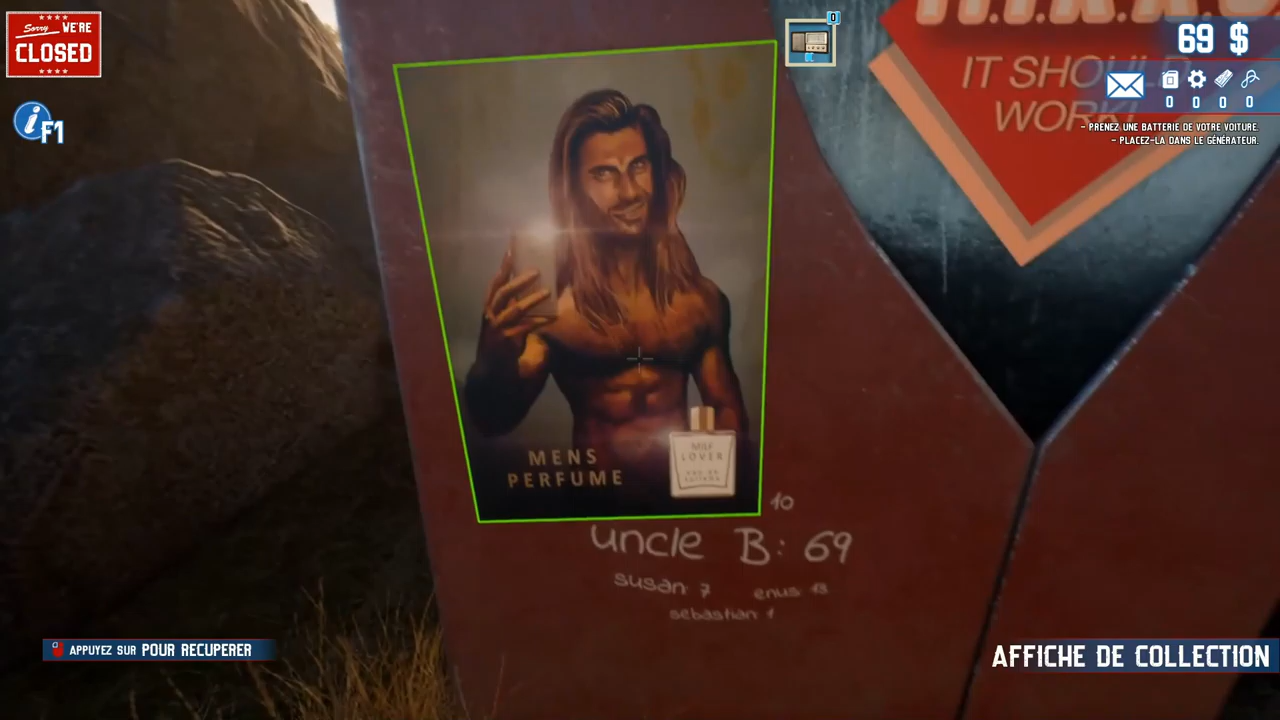 Sorry WE'RE
CLOSED
F1
0
69 $
0 0 0 0
- PRENEZ UNE BATTERIE DE VOTRE VOITURE.
- PLACEZ-LA DANS LE GÉNÉRATEUR.
IT SHOULD
WORK!
MENS
PERFUME
MILF
LOVER
10
uncle B: 69
susan 7
enus 13
sebastian 1
APPUYEZ SUR POUR RECUPERER
AFFICHE DE COLLECTION